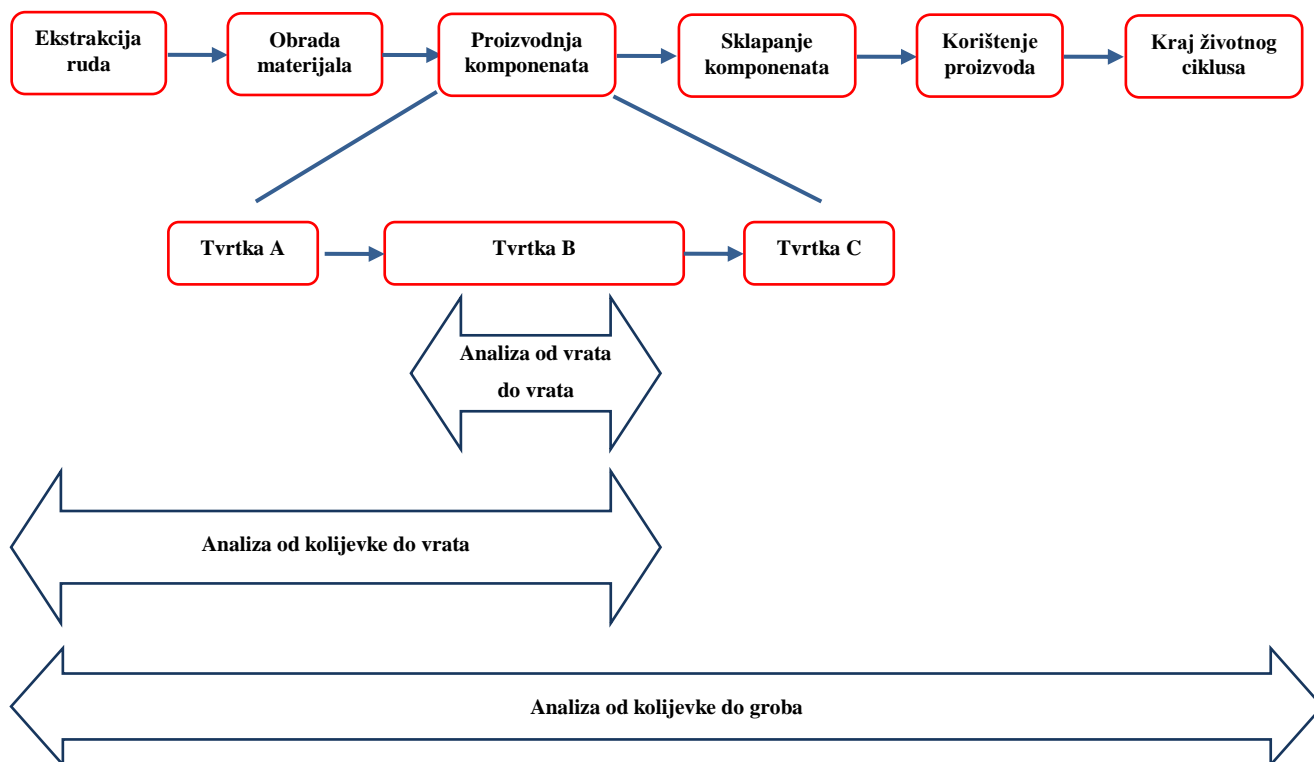 Ekstrakcija
ruda
Obrada
materijala
Proizvodnja
komponenata
Sklapanje
komponenata
Korištenje
proizvoda
Kraj životnog
ciklusa
Tvrtka A
Tvrtka B
Tvrtka C
Analiza od vrata
do vrata
Analiza od kolijevke do vrata
Analiza od kolijevke do groba